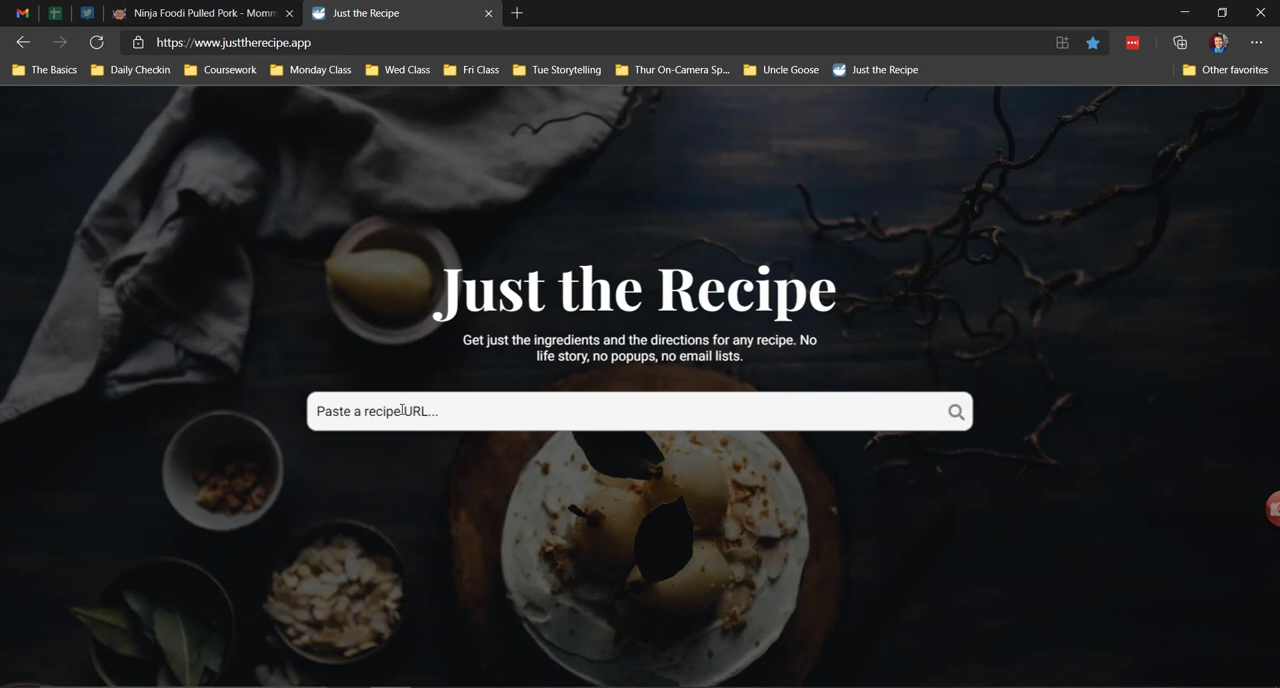 Ninja Foodi Pulled Pork - Momm
Just the Recipe
https://www.justtherecipe.app
The Basics
Daily Checkin
Coursework
Monday Class
Wed Class
Fri Class
Tue Storytelling
Thur On-Camera Sp...
Uncle Goose
Just the Recipe
Other favorites
Just the Recipe
Get just the ingredients and the directions for any recipe. No
life story, no popups, no email lists.
Paste a recipe URL...